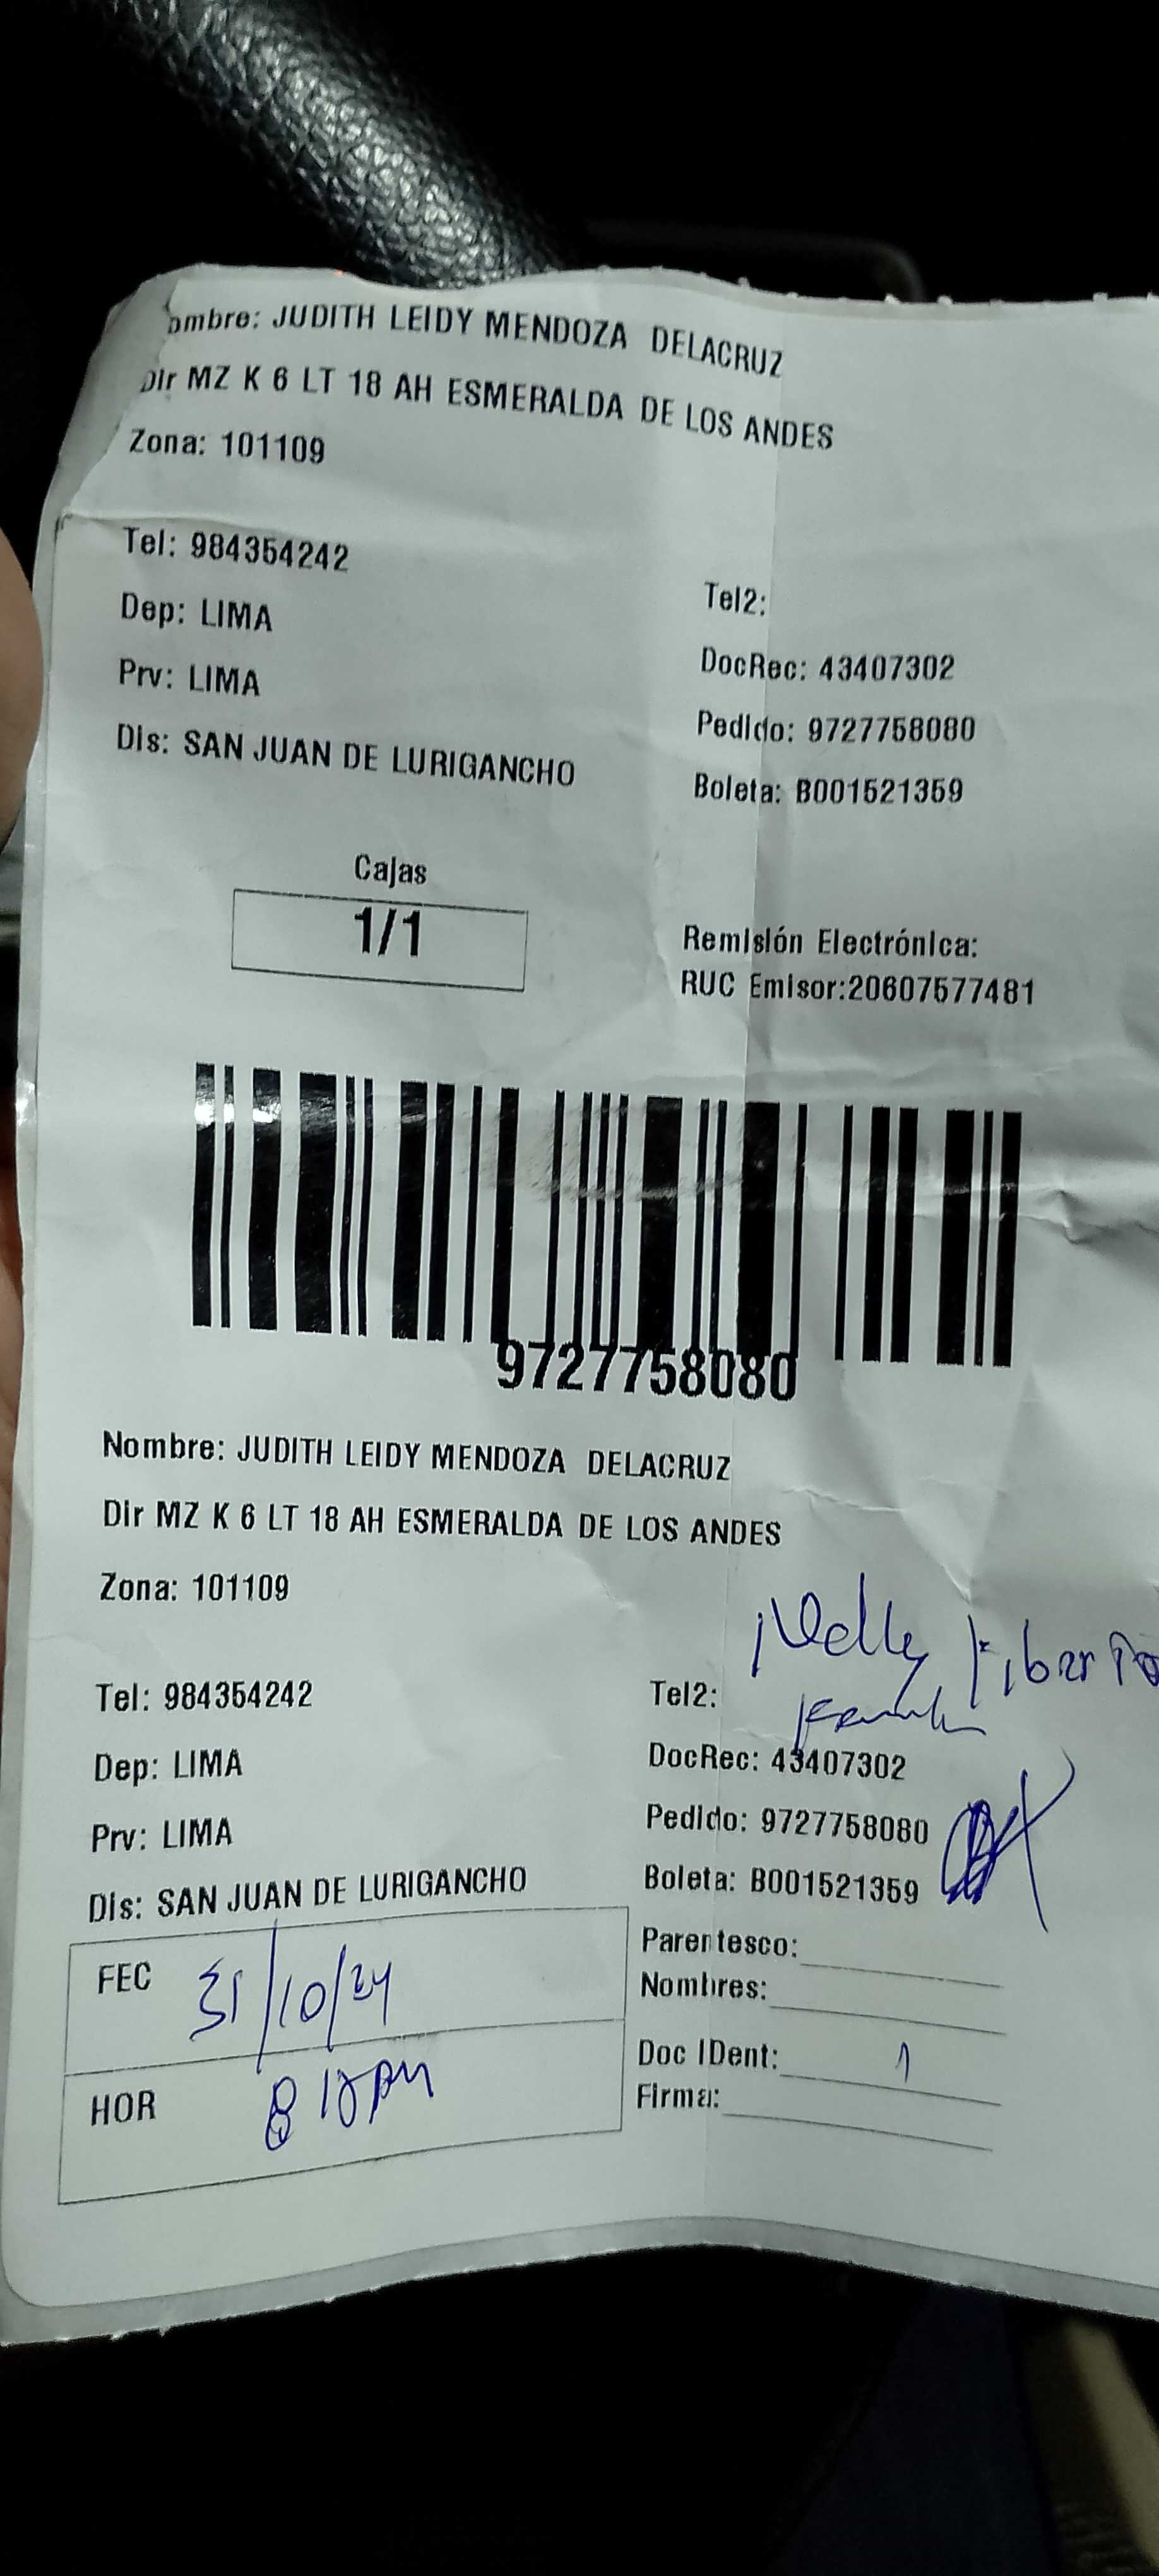 ombre: JUDITH LEIDY MENDOZA DELACRUZ
Dir MZ K 6 LT 18 AH ESMERALDA DE LOS ANDES
Zona: 101109
Tel: 984354242
Tel2:
Dep: LIMA
DocRec: 43407302
Prv: LIMA
Pedido: 9727758080
Dis: SAN JUAN DE LURIGANCHO
Boleta: B001521359
Cajas
1/1
Remisión Electrónica:
RUC Emisor:20607577481
9727758080
Nombre: JUDITH LEIDY MENDOZA DELACRUZ
Dir MZ K 6 LT 18 AH ESMERALDA DE LOS ANDES
Zona: 101109
Nelly
Tel: 984354242
Tel2:
Dep: LIMA
DocRec: 43407302
Prv: LIMA
Pedido: 9727758080
Dis: SAN JUAN DE LURIGANCHO
Boleta: B001521359
FEC 31/10/24
Parentesco:
Nombres:
HOR 8 18pm
Doc IDent: 1
Firma: